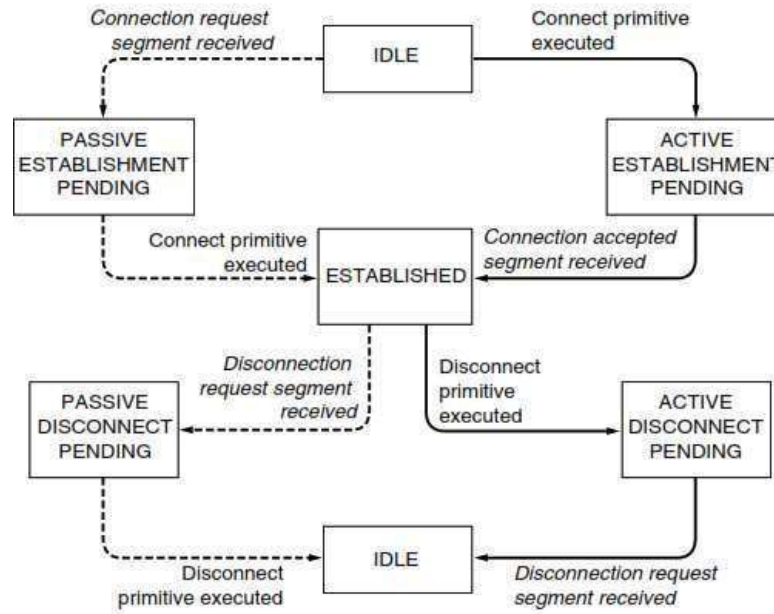 Connection request
segment received
IDLE
Connect primitive
executed
PASSIVE
ESTABLISHMENT
PENDING
ACTIVE
ESTABLISHMENT
PENDING
Connect primitive
executed
ESTABLISHED
Connection accepted
segment received
Disconnection
request segment
received
Disconnect
primitive
executed
PASSIVE
DISCONNECT
PENDING
ACTIVE
DISCONNECT
PENDING
IDLE
Disconnect
primitive executed
Disconnection request
segment received